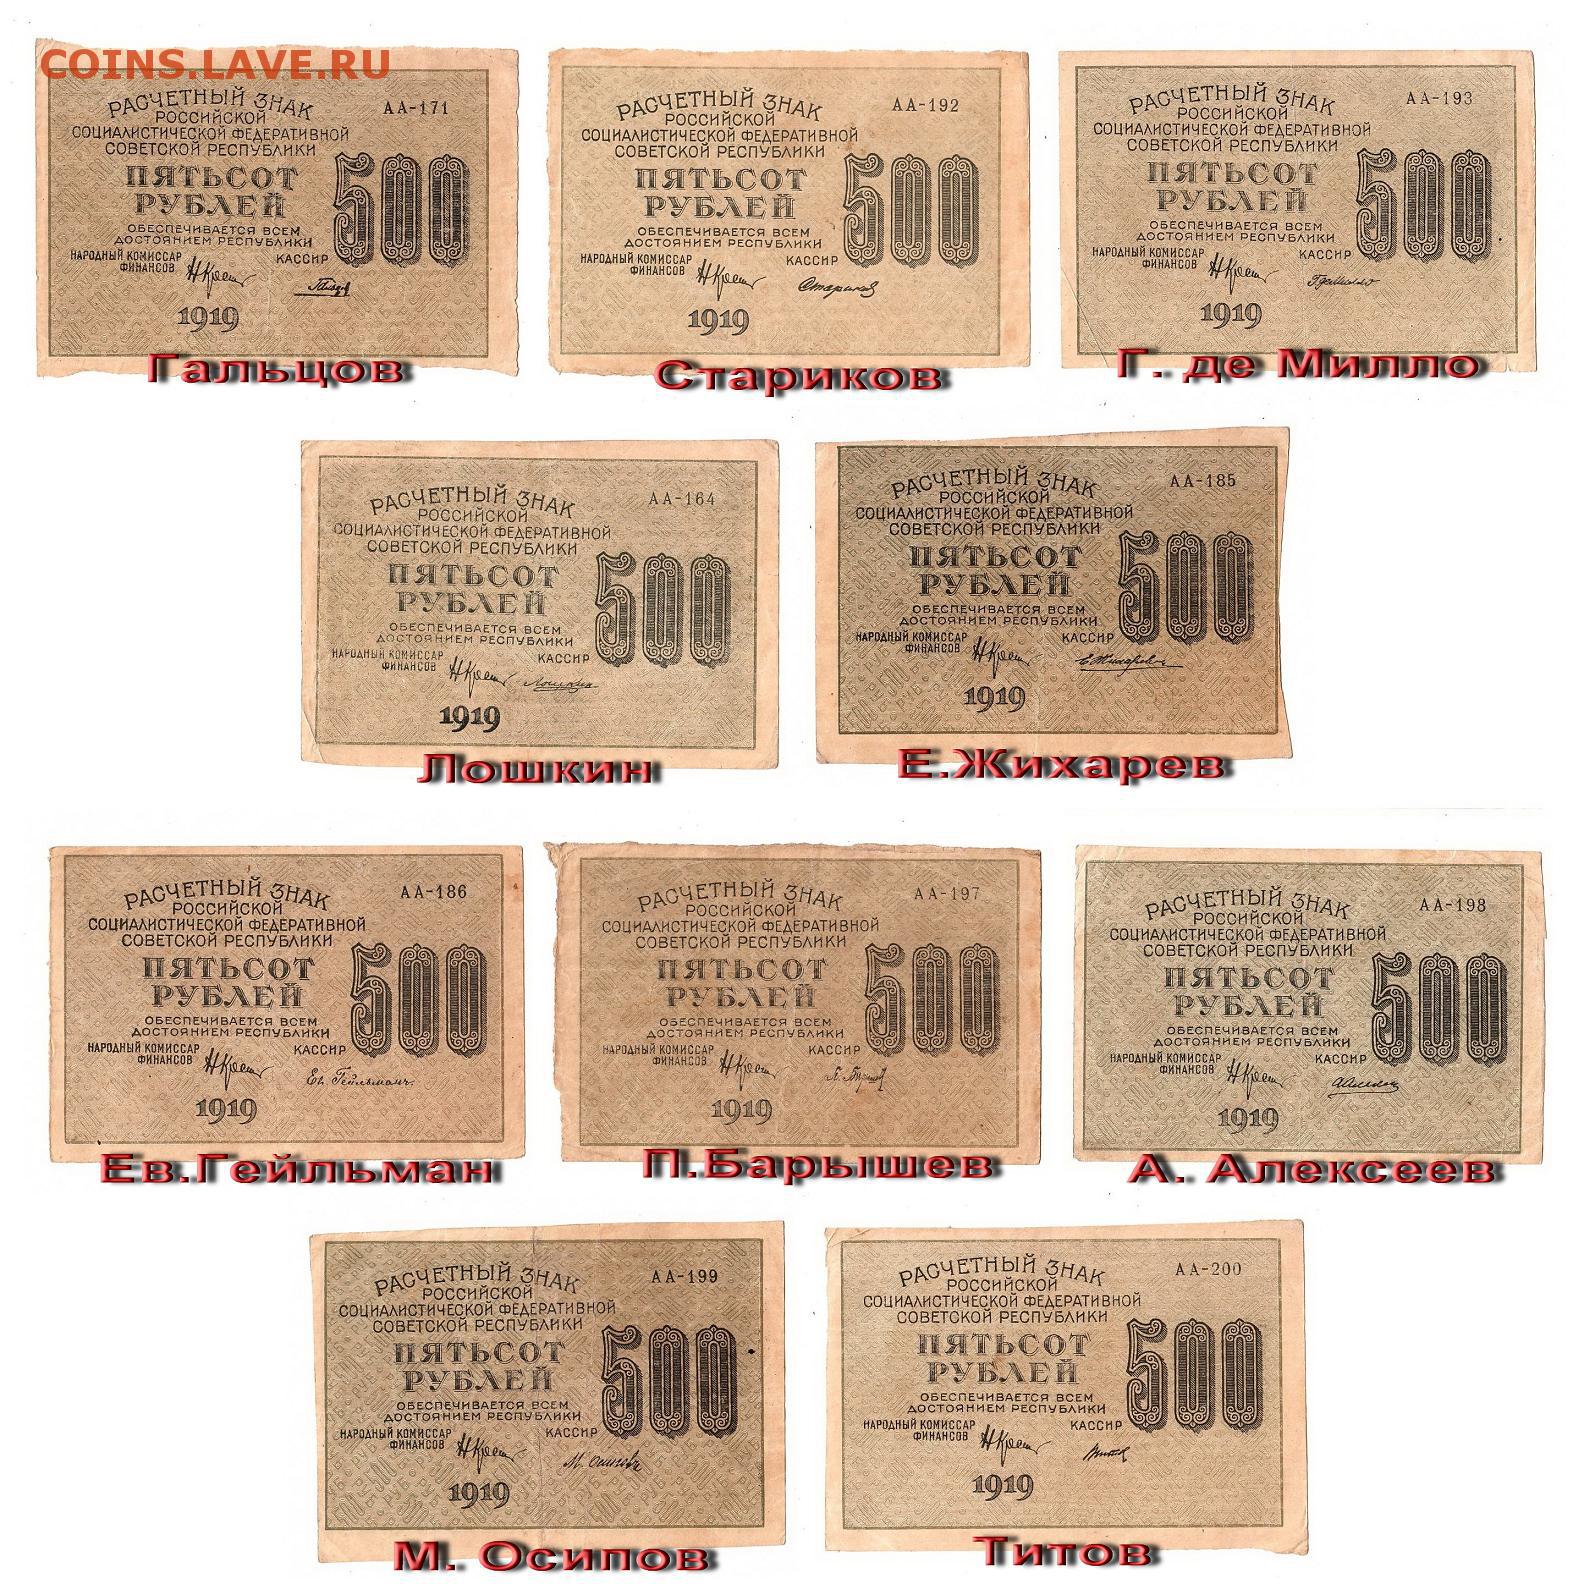 COINS.LAVE.RU
РАСЧЕТНЫЙ ЗНАК
АА-171
РОССИЙСКОЙ
СОЦИАЛИСТИЧЕСКОЙ ФЕДЕРАТИВНОЙ
СОВЕТСКОЙ РЕСПУБЛИКИ
ПЯТЬСОТ
РУБЛЕЙ
500
ОБЕСПЕЧИВАЕТСЯ ВСЕМ
ДОСТОЯНИЕМ РЕСПУБЛИКИ
НАРОДНЫЙ КОМИССАР
ФИНАНСОВ
КАССИР
1919
Гальцов
РАСЧЕТНЫЙ ЗНАК
АА-192
РОССИЙСКОЙ
СОЦИАЛИСТИЧЕСКОЙ ФЕДЕРАТИВНОЙ
СОВЕТСКОЙ РЕСПУБЛИКИ
ПЯТЬСОТ
РУБЛЕЙ
500
ОБЕСПЕЧИВАЕТСЯ ВСЕМ
ДОСТОЯНИЕМ РЕСПУБЛИКИ
НАРОДНЫЙ КОМИССАР
ФИНАНСОВ
КАССИР
Стариков
1919
Стариков
РАСЧЕТНЫЙ ЗНАК
АА-193
РОССИЙСКОЙ
СОЦИАЛИСТИЧЕСКОЙ ФЕДЕРАТИВНОЙ
СОВЕТСКОЙ РЕСПУБЛИКИ
ПЯТЬСОТ
РУБЛЕЙ
500
ОБЕСПЕЧИВАЕТСЯ ВСЕМ
ДОСТОЯНИЕМ РЕСПУБЛИКИ
НАРОДНЫЙ КОМИССАР
ФИНАНСОВ
КАССИР
Г де Милло
1919
Г. де Милло
РАСЧЕТНЫЙ ЗНАК
АА-164
РОССИЙСКОЙ
СОЦИАЛИСТИЧЕСКОЙ ФЕДЕРАТИВНОЙ
СОВЕТСКОЙ РЕСПУБЛИКИ
ПЯТЬСОТ
РУБЛЕЙ
500
ОБЕСПЕЧИВАЕТСЯ ВСЕМ
ДОСТОЯНИЕМ РЕСПУБЛИКИ
НАРОДНЫЙ КОМИССАР
ФИНАНСОВ
КАССИР
Лошкин
1919
Лошкин
РАСЧЕТНЫЙ ЗНАК
АА-185
РОССИЙСКОЙ
СОЦИАЛИСТИЧЕСКОЙ ФЕДЕРАТИВНОЙ
СОВЕТСКОЙ РЕСПУБЛИКИ
ПЯТЬСОТ
РУБЛЕЙ
500
ОБЕСПЕЧИВАЕТСЯ ВСЕМ
ДОСТОЯНИЕМ РЕСПУБЛИКИ
НАРОДНЫЙ КОМИССАР
ФИНАНСОВ
КАССИР
Е. Жихарев
1919
Е.Жихарев
РАСЧЕТНЫЙ ЗНАК
АА-186
РОССИЙСКОЙ
СОЦИАЛИСТИЧЕСКОЙ ФЕДЕРАТИВНОЙ
СОВЕТСКОЙ РЕСПУБЛИКИ
ПЯТЬСОТ
РУБЛЕЙ
500
ОБЕСПЕЧИВАЕТСЯ ВСЕМ
ДОСТОЯНИЕМ РЕСПУБЛИКИ
НАРОДНЫЙ КОМИССАР
ФИНАНСОВ
КАССИР
Ев. Гейльманъ
1919
Ев.Гейльман
РАСЧЕТНЫЙ ЗНАК
АА-197
РОССИЙСКОЙ
СОЦИАЛИСТИЧЕСКОЙ ФЕДЕРАТИВНОЙ
СОВЕТСКОЙ РЕСПУБЛИКИ
ПЯТЬСОТ
РУБЛЕЙ
500
ОБЕСПЕЧИВАЕТСЯ ВСЕМ
ДОСТОЯНИЕМ РЕСПУБЛИКИ
НАРОДНЫЙ КОМИССАР
ФИНАНСОВ
КАССИР
1919
П.Барышев
РАСЧЕТНЫЙ ЗНАК
АА-198
РОССИЙСКОЙ
СОЦИАЛИСТИЧЕСКОЙ ФЕДЕРАТИВНОЙ
СОВЕТСКОЙ РЕСПУБЛИКИ
ПЯТЬСОТ
РУБЛЕЙ
500
ОБЕСПЕЧИВАЕТСЯ ВСЕМ
ДОСТОЯНИЕМ РЕСПУБЛИКИ
НАРОДНЫЙ КОМИССАР
ФИНАНСОВ
КАССИР
1919
А. Алексеев
РАСЧЕТНЫЙ ЗНАК
АА-199
РОССИЙСКОЙ
СОЦИАЛИСТИЧЕСКОЙ ФЕДЕРАТИВНОЙ
СОВЕТСКОЙ РЕСПУБЛИКИ
ПЯТЬСОТ
РУБЛЕЙ
500
ОБЕСПЕЧИВАЕТСЯ ВСЕМ
ДОСТОЯНИЕМ РЕСПУБЛИКИ
НАРОДНЫЙ КОМИССАР
ФИНАНСОВ
КАССИР
М. Осиповъ
1919
М. Осипов
РАСЧЕТНЫЙ ЗНАК
АА-200
РОССИЙСКОЙ
СОЦИАЛИСТИЧЕСКОЙ ФЕДЕРАТИВНОЙ
СОВЕТСКОЙ РЕСПУБЛИКИ
ПЯТЬСОТ
РУБЛЕЙ
500
ОБЕСПЕЧИВАЕТСЯ ВСЕМ
ДОСТОЯНИЕМ РЕСПУБЛИКИ
НАРОДНЫЙ КОМИССАР
ФИНАНСОВ
КАССИР
1919
Титов